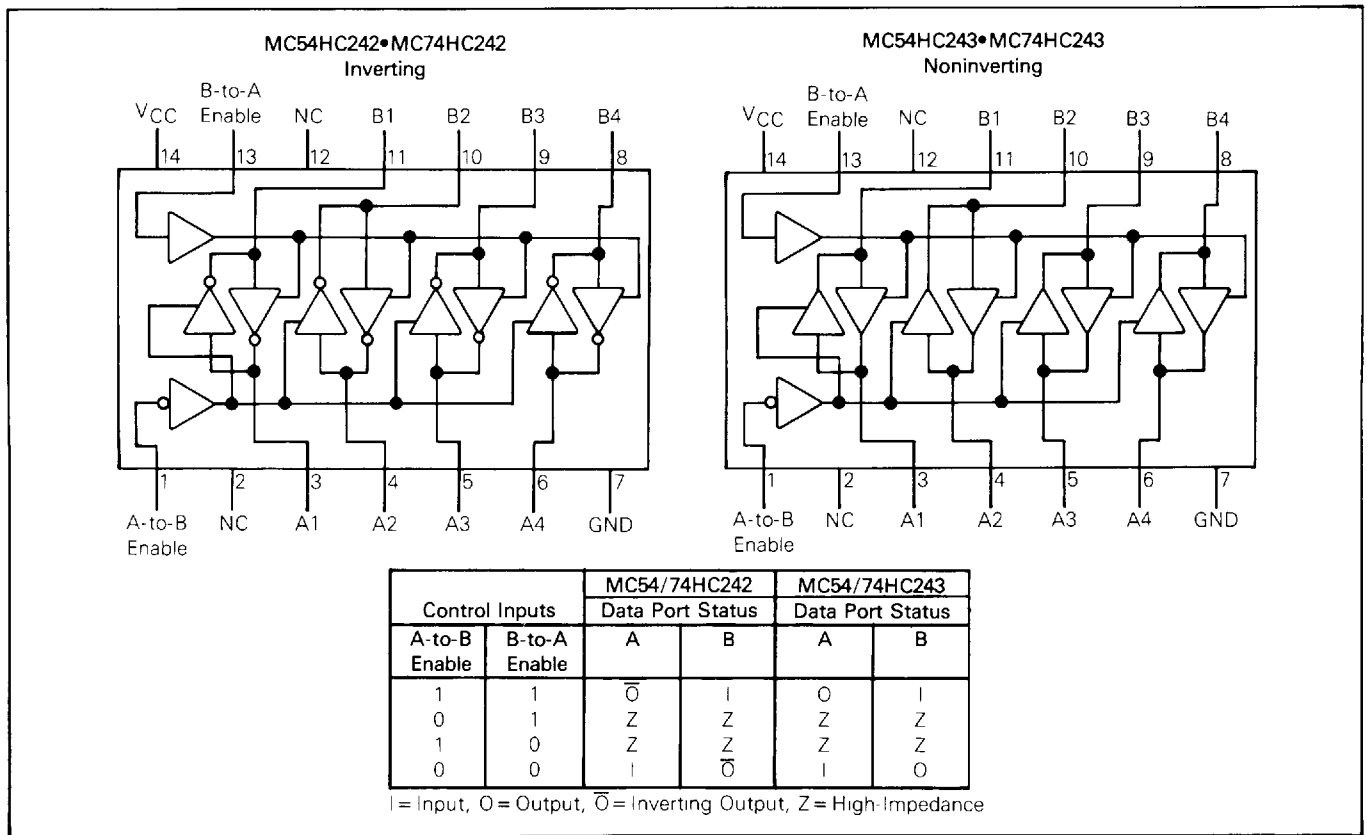 MC54HC242•MC74HC242
Inverting
VCC
B-to-A
Enable
NC
B1
B2
B3
B4
14
13
12
11
10
9
8
1
2
3
4
5
6
7
A-to-B
Enable
NC
A1
A2
A3
A4
GND
MC54HC243•MC74HC243
Noninverting
VCC
B-to-A
Enable
NC
B1
B2
B3
B4
14
13
12
11
10
9
8
1
2
3
4
5
6
7
A-to-B
Enable
NC
A1
A2
A3
A4
GND
Control Inputs MC54/74HC242 MC54/74HC243
Data Port Status Data Port Status
A-to-B Enable B-to-A Enable A B A B
1 1 O̅ I O I
0 1 Z Z Z Z
1 0 Z Z Z Z
0 0 I O̅ I O
I = Input, O = Output, O̅ = Inverting Output, Z = High-Impedance